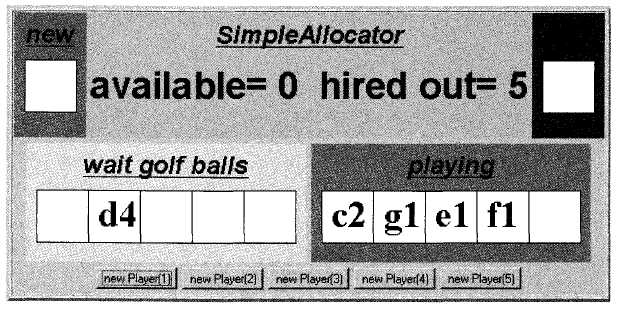 new SimpleAllocator
available= 0 hired out= 5
wait golf balls playing
d4 c2 g1 e1 f1
new Player(1) new Player(2) new Player(3) new Player(4) new Player(5)